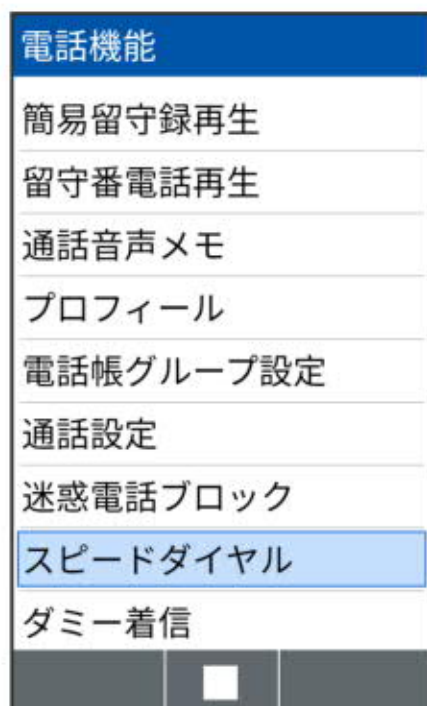 電話機能
簡易留守録再生
留守番電話再生
通話音声メモ
プロフィール
電話帳グループ設定
通話設定
迷惑電話ブロック
スピードダイヤル
ダミー着信